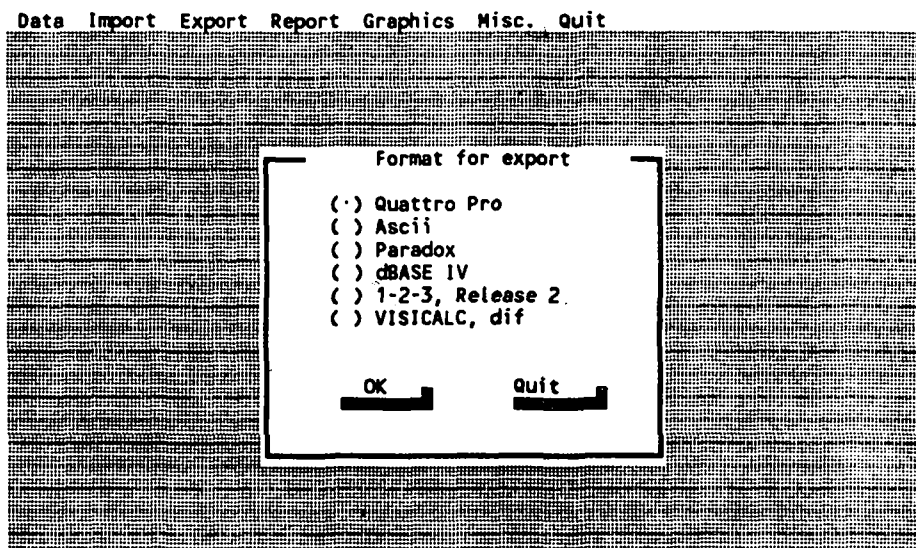 Data Import Export Report Graphics Misc. Quit
Format for export
(·) Quattro Pro
( ) Ascii
( ) Paradox
( ) dBASE IV
( ) 1-2-3, Release 2
( ) VISICALC, dif
OK Quit